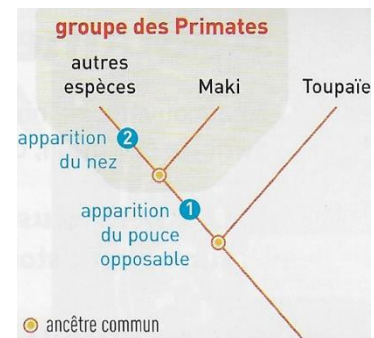 groupe des Primates
autres
espèces
Maki
Toupaïe
apparition 2
du nez
apparition 1
du pouce
opposable
ancêtre commun